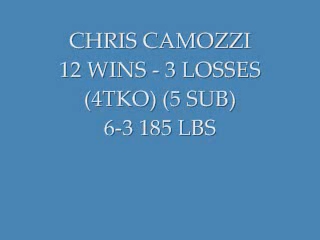 CHRIS CAMOZZI
12 WINS - 3 LOSSES
(4TKO) (5 SUB)
6-3 185 LBS